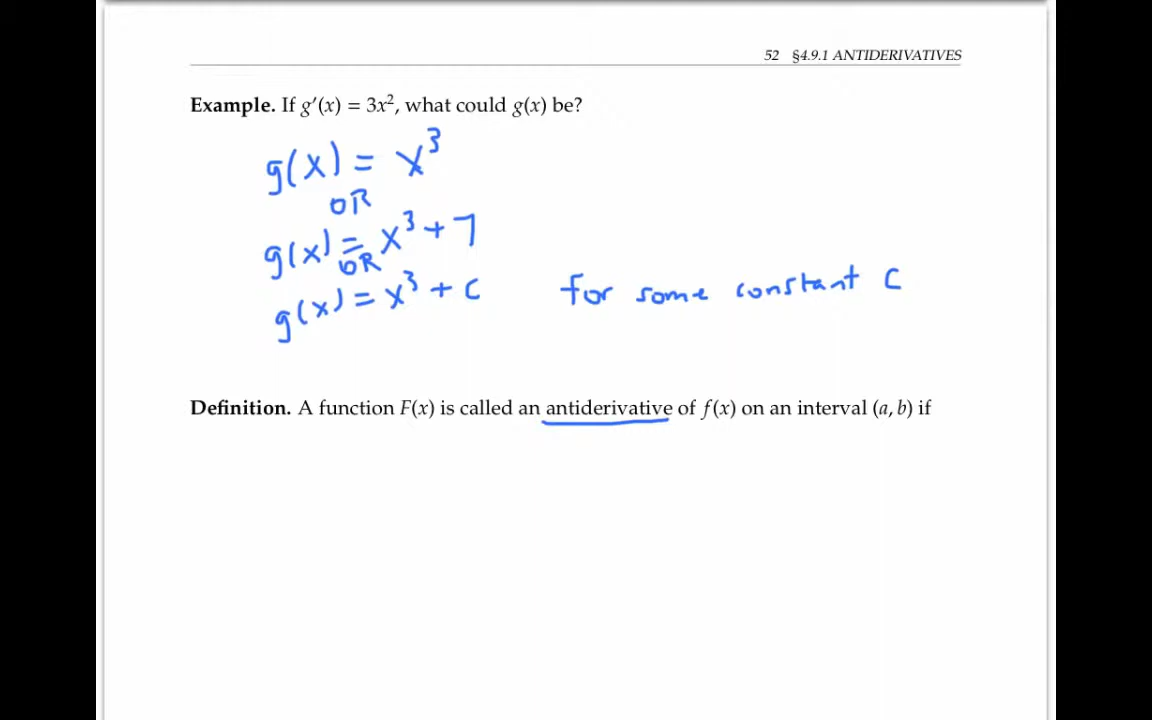 52 §4.9.1 ANTIDERIVATIVES
Example. If g′(x) = 3x², what could g(x) be?
g(x) = x³
OR
g(x) = x³ + 7
OR
g(x) = x³ + C for some constant C
Definition. A function F(x) is called an antiderivative of f(x) on an interval (a, b) if